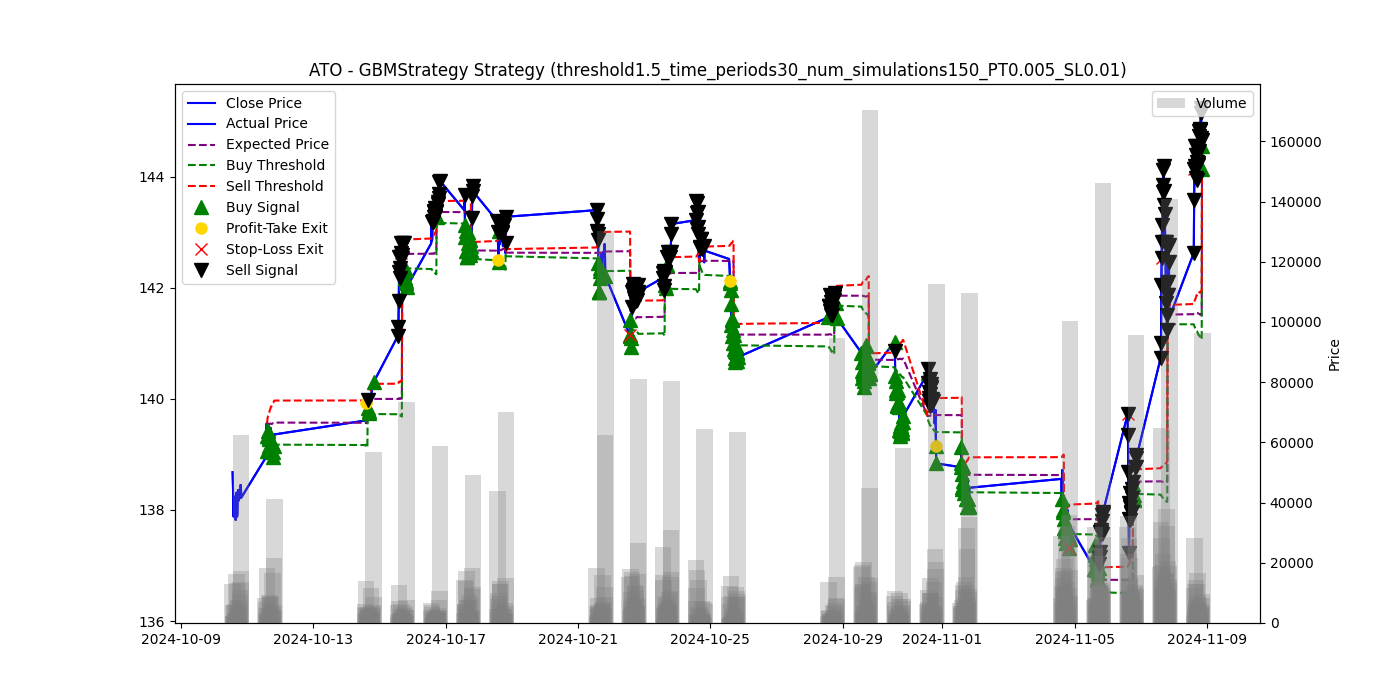 ATO - GBMStrategy Strategy (threshold1.5_time_periods30_num_simulations150_PT0.005_SL0.01)
Close Price
Actual Price
Expected Price
Buy Threshold
Sell Threshold
Buy Signal
Profit-Take Exit
Stop-Loss Exit
Sell Signal
Volume
144
142
140
138
136
160000
140000
120000
100000
80000
60000
40000
20000
0
Price
2024-10-09
2024-10-13
2024-10-17
2024-10-21
2024-10-25
2024-10-29
2024-11-01
2024-11-05
2024-11-09